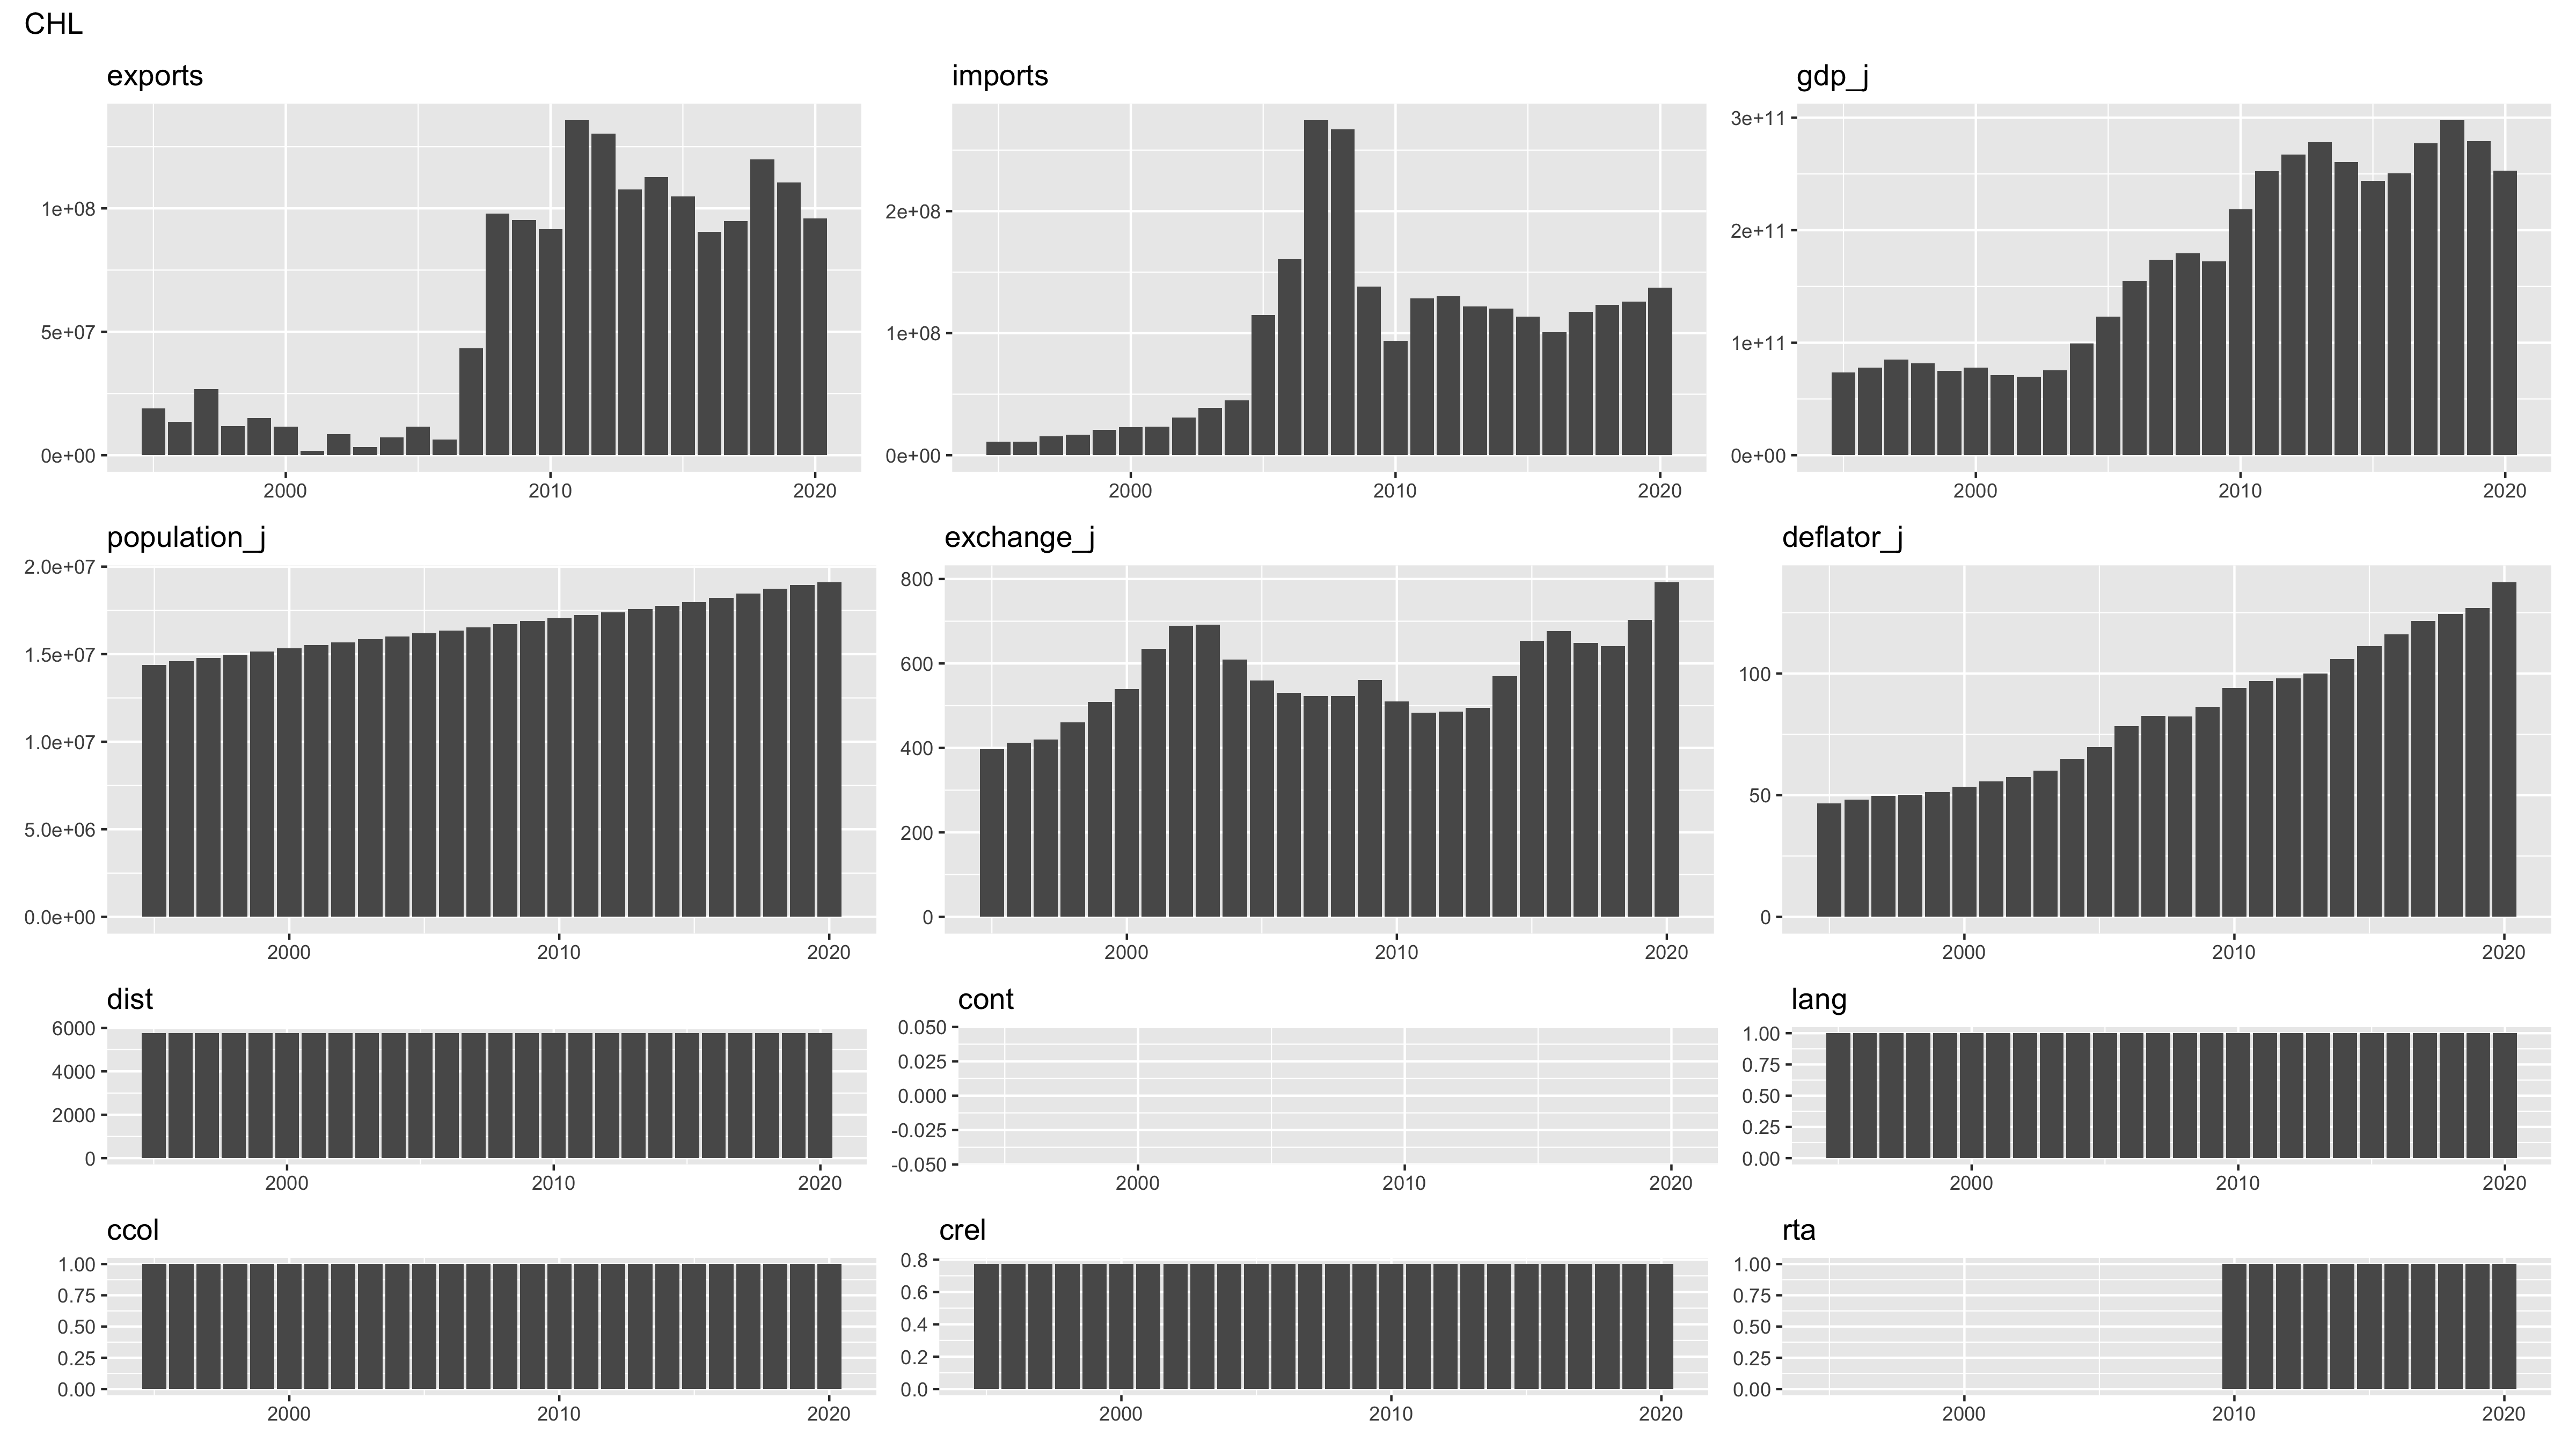 CHL
exports
1e+08
5e+07
0e+00
2000 2010 2020
imports
2e+08
1e+08
0e+00
2000 2010 2020
gdp_j
3e+11
2e+11
1e+11
0e+00
2000 2010 2020
population_j
2.0e+07
1.5e+07
1.0e+07
5.0e+06
0.0e+00
2000 2010 2020
exchange_j
800
600
400
200
0
2000 2010 2020
deflator_j
100
50
0
2000 2010 2020
dist
6000
4000
2000
0
2000 2010 2020
cont
0.050
0.025
0.000
-0.025
-0.050
2000 2010 2020
lang
1.00
0.75
0.50
0.25
0.00
2000 2010 2020
ccol
1.00
0.75
0.50
0.25
0.00
2000 2010 2020
crel
0.8
0.6
0.4
0.2
0.0
2000 2010 2020
rta
1.00
0.75
0.50
0.25
0.00
2000 2010 2020